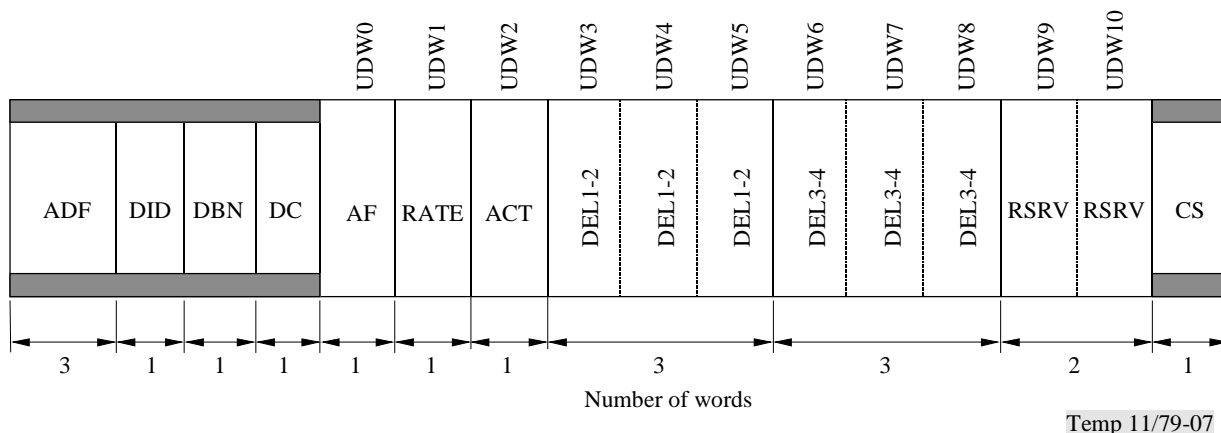 UDW0 UDW1 UDW2 UDW3 UDW4 UDW5 UDW6 UDW7 UDW8 UDW9 UDW10
ADF DID DBN DC AF RATE ACT DEL1-2 DEL1-2 DEL1-2 DEL3-4 DEL3-4 DEL3-4 RSRV RSRV CS
3 1 1 1 1 1 1 3 3 2 1
Number of words
Temp 11/79-07